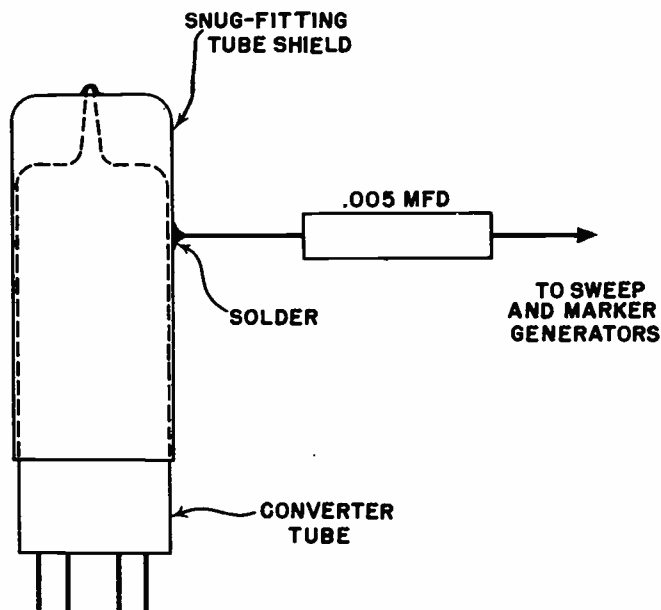 SNUG-FITTING
TUBE SHIELD
.005 MFD
SOLDER
TO SWEEP
AND MARKER
GENERATORS
CONVERTER
TUBE